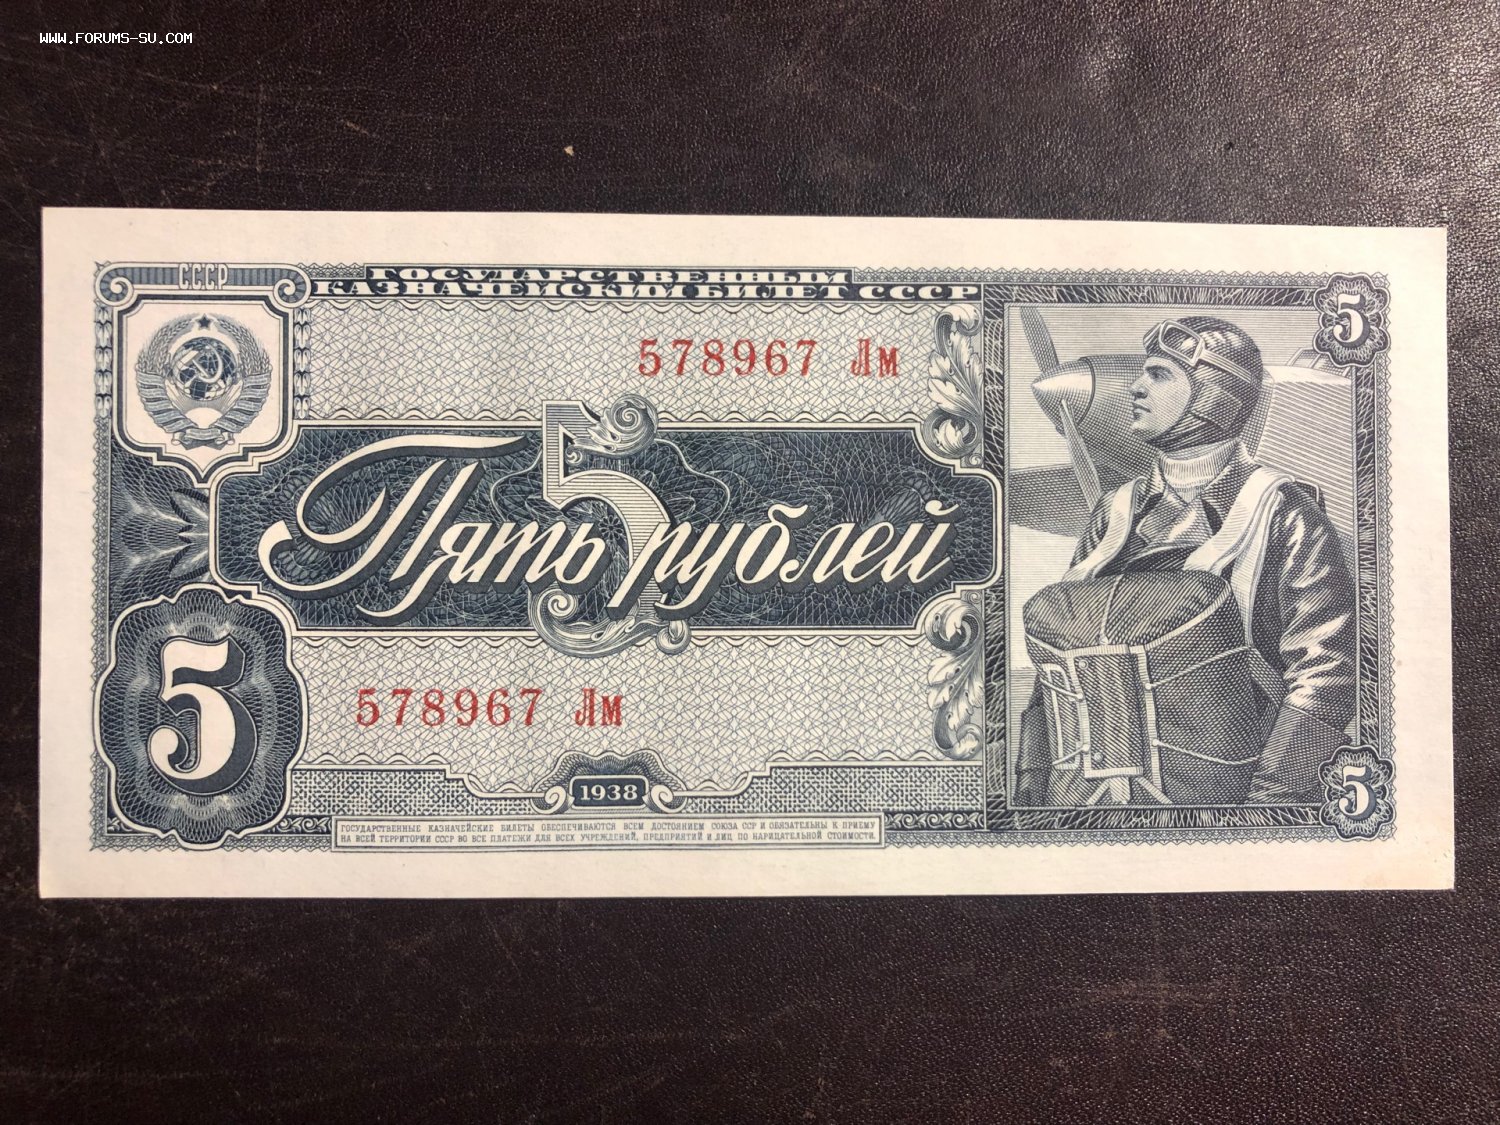 WWW.FORUMS-SU.COM
СССР
ГОСУДАРСТВЕННЫЙ
КАЗНАЧЕЙСКИЙ БИЛЕТ СССР
5
578967 Лм
5
Пять рублей
578967 Лм
5
1938
5
ГОСУДАРСТВЕННЫЕ КАЗНАЧЕЙСКИЕ БИЛЕТЫ ОБЕСПЕЧИВАЮТСЯ ВСЕМ ДОСТОЯНИЕМ СОЮЗА ССР И ОБЯЗАТЕЛЬНЫ К ПРИЕМУ
НА ВСЕЙ ТЕРРИТОРИИ СССР ВО ВСЕ ПЛАТЕЖИ ДЛЯ ВСЕХ УЧРЕЖДЕНИЙ, ПРЕДПРИЯТИЙ И ЛИЦ ПО НАРИЦАТЕЛЬНОЙ СТОИМОСТИ.